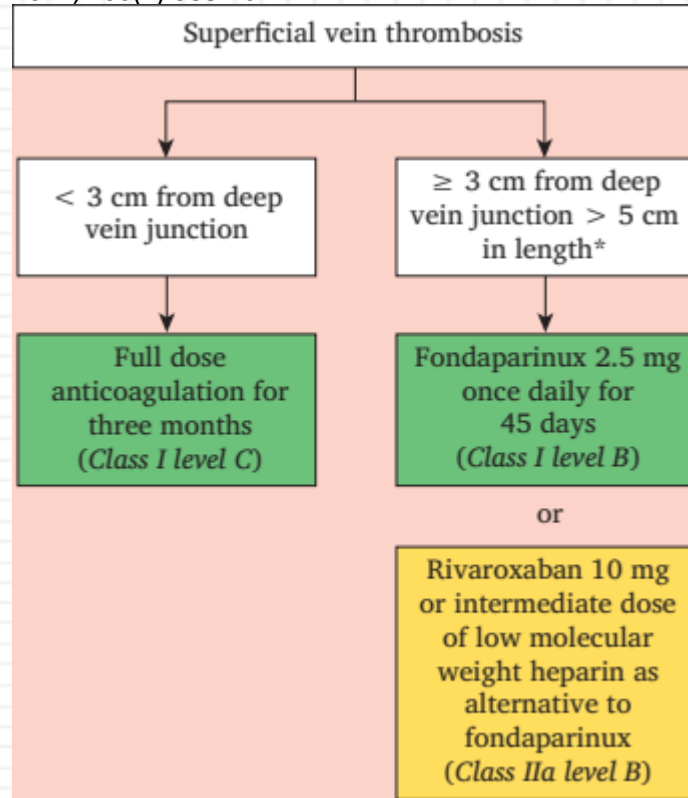 Superficial vein thrombosis
< 3 cm from deep
vein junction
≥ 3 cm from deep
vein junction > 5 cm
in length*
Full dose
anticoagulation for
three months
(Class I level C)
Fondaparinux 2.5 mg
once daily for
45 days
(Class I level B)
or
Rivaroxaban 10 mg
or intermediate dose
of low molecular
weight heparin as
alternative to
fondaparinux
(Class IIa level B)